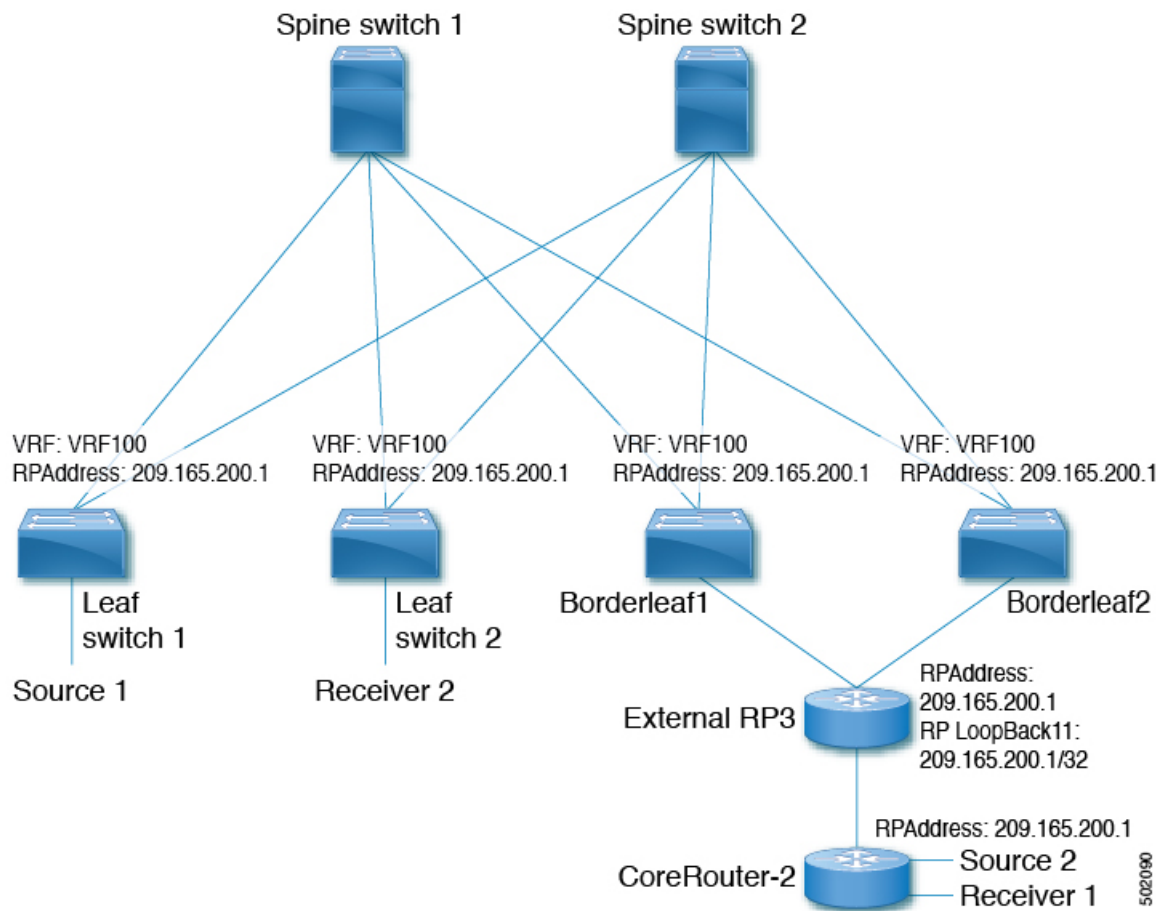 Spine switch 1
Spine switch 2
VRF: VRF100
RPAddress: 209.165.200.1
VRF: VRF100
RPAddress: 209.165.200.1
VRF: VRF100
RPAddress: 209.165.200.1
VRF: VRF100
RPAddress: 209.165.200.1
Leaf
switch 1
Leaf
switch 2
Borderleaf1
Borderleaf2
Source 1
Receiver 2
External RP3
RPAddress:
209.165.200.1
RP LoopBack11:
209.165.200.1/32
RPAddress: 209.165.200.1
CoreRouter-2
Source 2
Receiver 1
502090